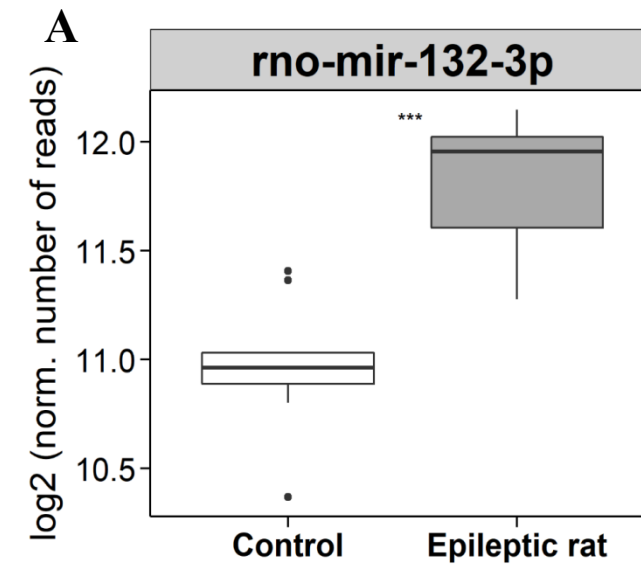 A
rno-mir-132-3p
log2 (norm. number of reads)
***
12.0
11.5
11.0
10.5
Control
Epileptic rat